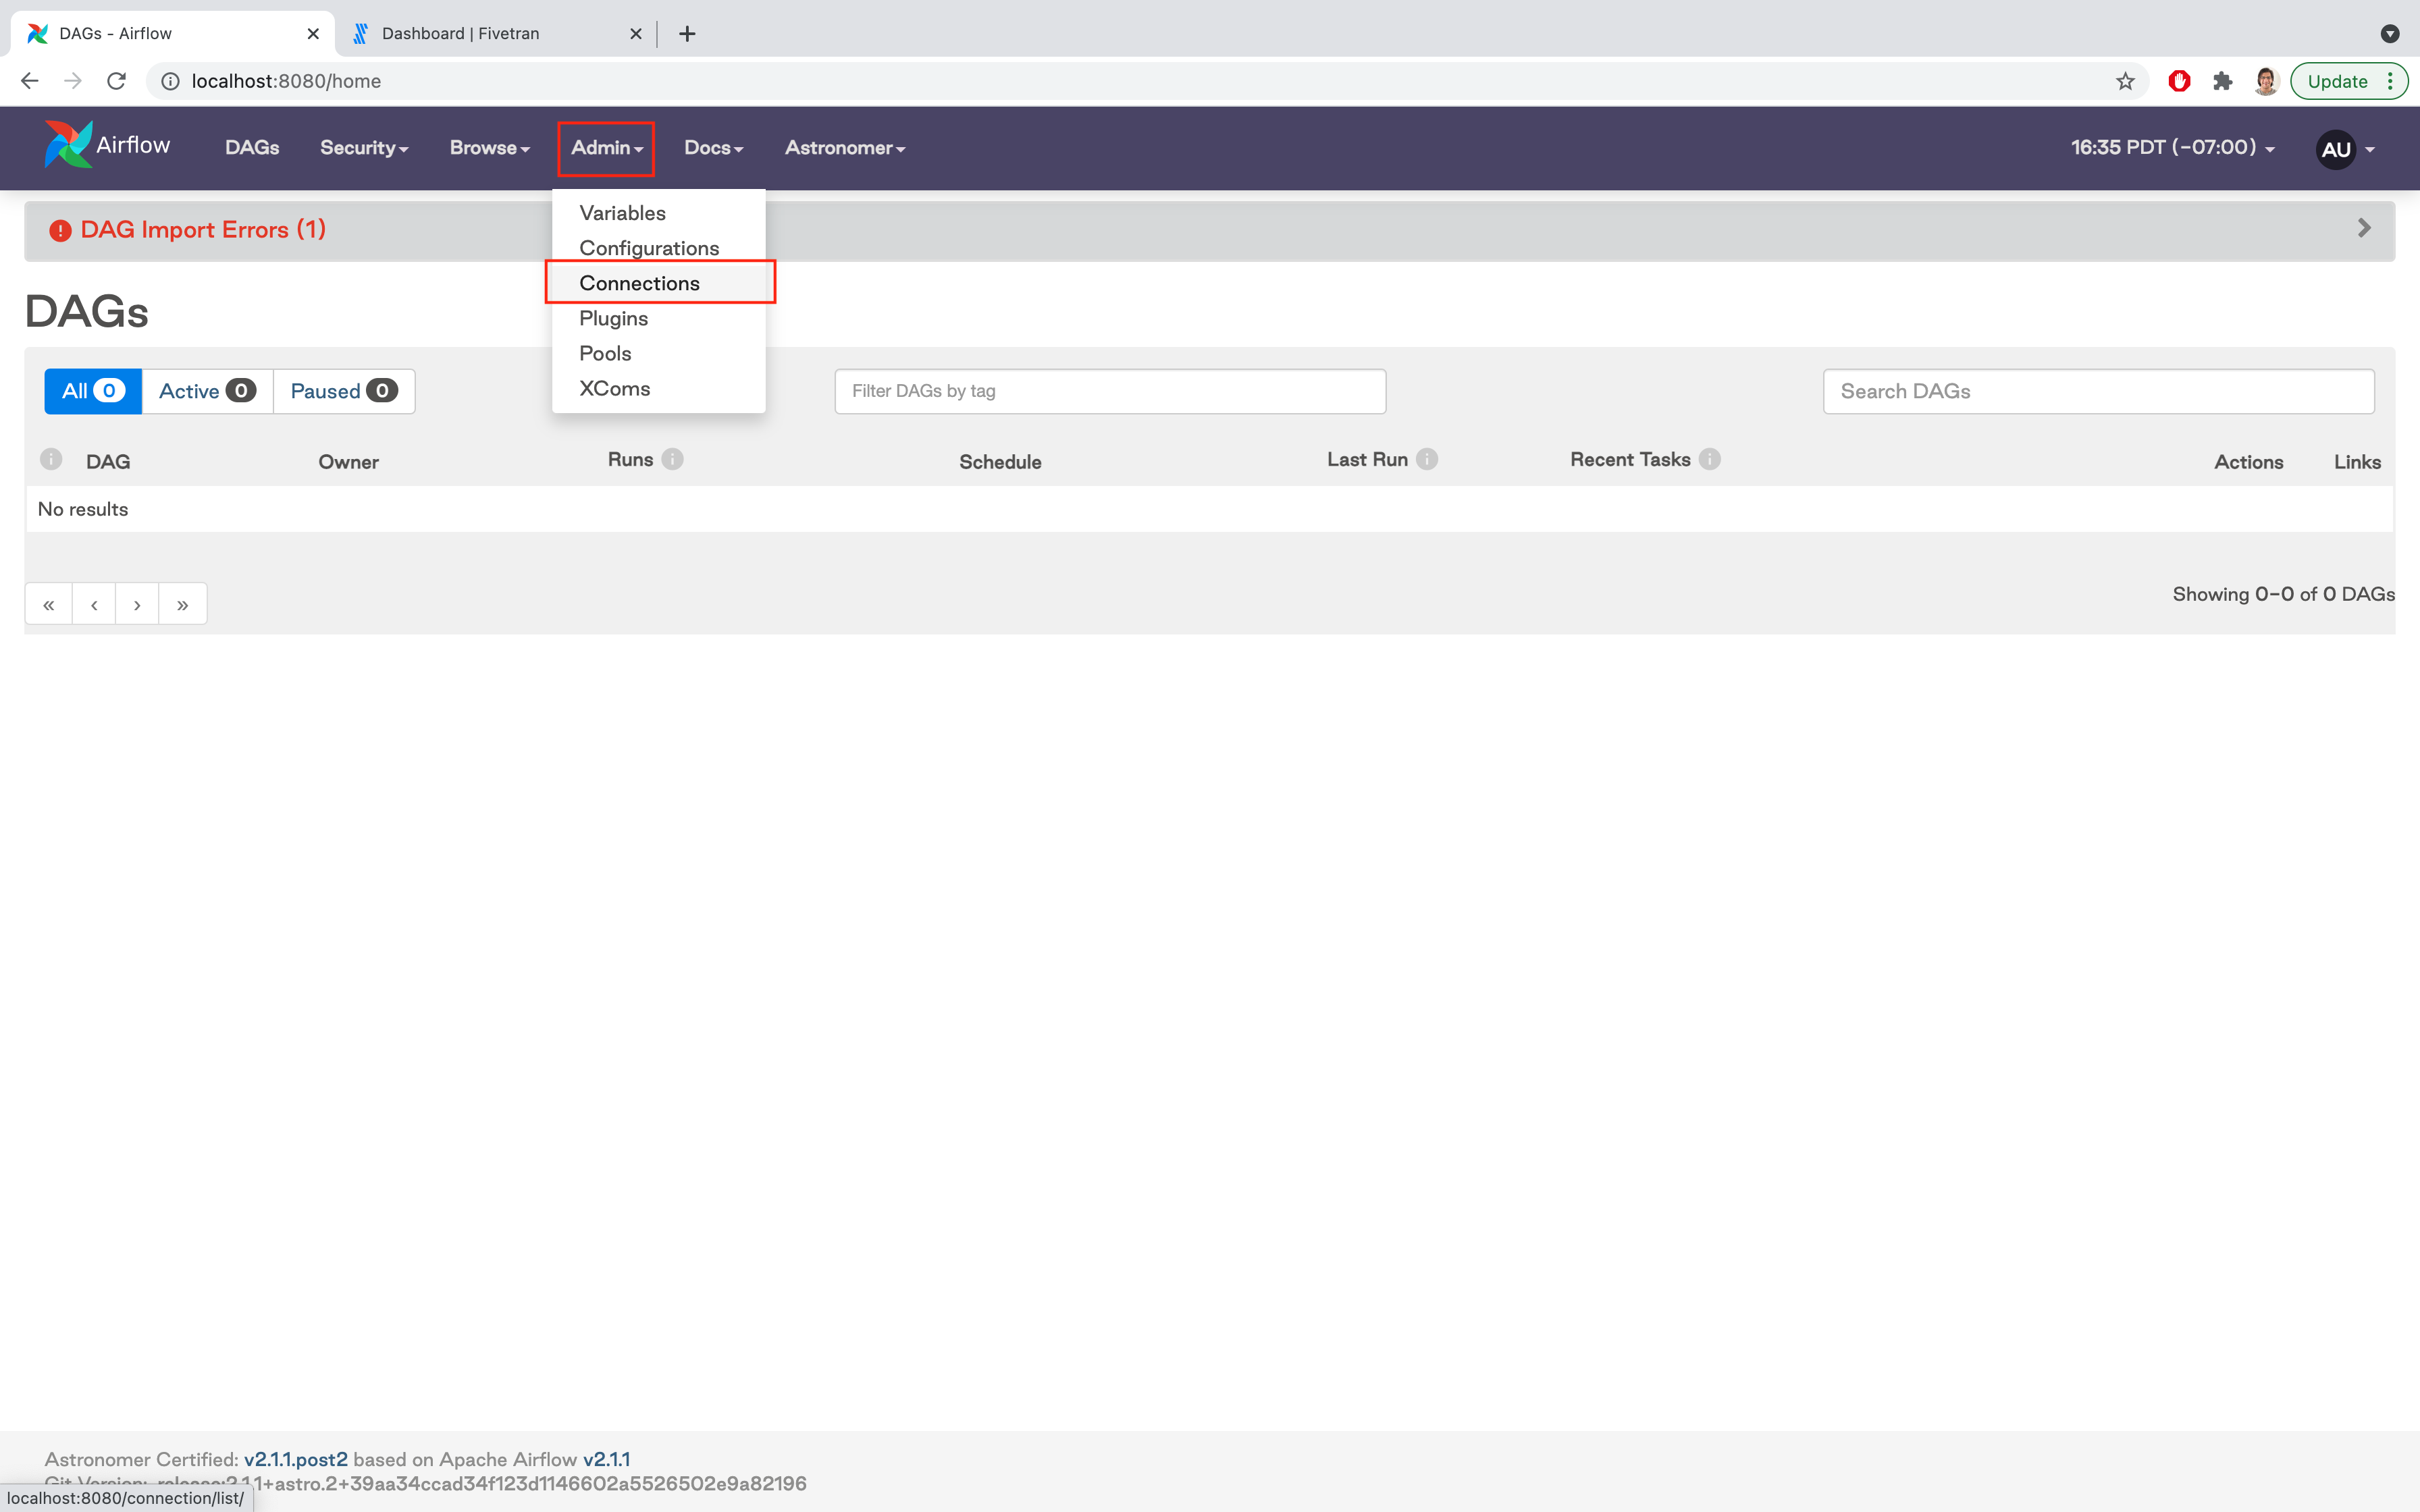 DAGs - Airflow
Dashboard | Fivetran
localhost:8080/home
Update
Airflow
DAGs
Security
Browse
Admin
Docs
Astronomer
16:35 PDT (-07:00)
AU
Variables
Configurations
Connections
Plugins
Pools
XComs
DAG Import Errors (1)
DAGs
All 0
Active 0
Paused 0
Filter DAGs by tag
Search DAGs
DAG
Owner
Runs
Schedule
Last Run
Recent Tasks
Actions
Links
No results
« ‹ › »
Showing 0-0 of 0 DAGs
Astronomer Certified: v2.1.1.post2 based on Apache Airflow v2.1.1
Git Version: .release:2.1.1+astro.2+39aa34ccad34f123d1146602a5526502e9a82196
localhost:8080/connection/list/